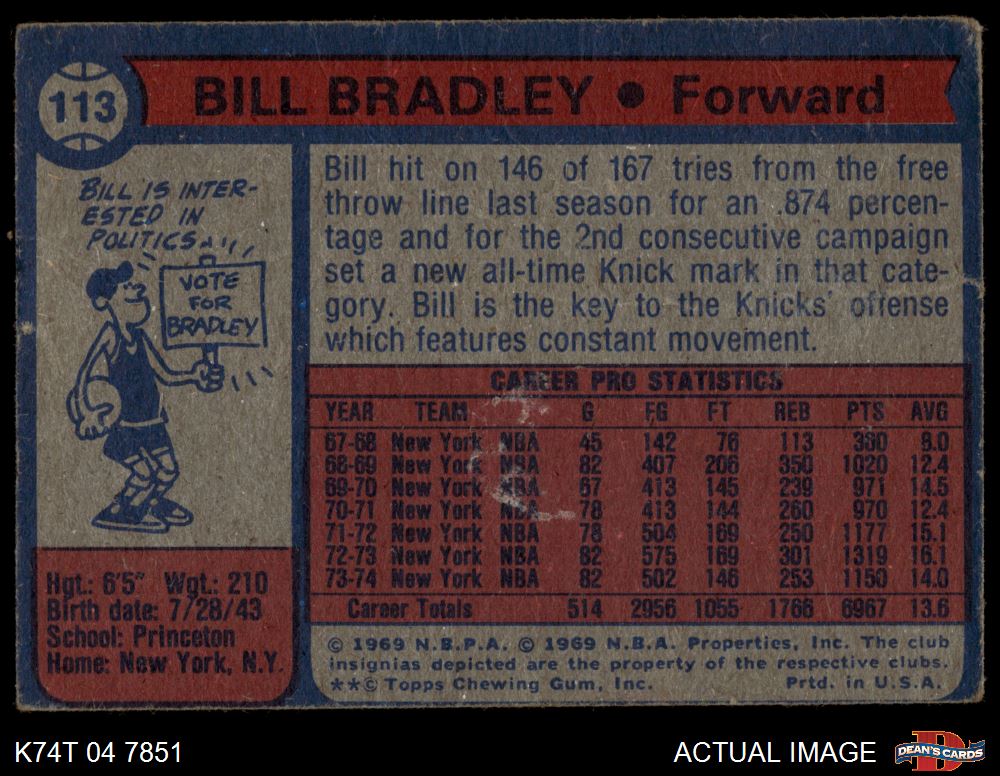 113
BILL BRADLEY • Forward
BILL IS INTER-
ESTED IN
POLITICS
VOTE
FOR
BRADLEY
Bill hit on 146 of 167 tries from the free
throw line last season for an .874 percen-
tage and for the 2nd consecutive campaign
set a new all-time Knick mark in that cate-
gory. Bill is the key to the Knicks' offense
which features constant movement.
CAREER PRO STATISTICS
YEAR TEAM G FG FT REB PTS AVG
67-68 New York NBA 45 142 76 113 360 8.0
68-69 New York NBA 82 407 206 350 1020 12.4
69-70 New York NBA 67 413 145 239 971 14.5
70-71 New York NBA 78 413 144 260 970 12.4
71-72 New York NBA 78 504 169 250 1177 15.1
72-73 New York NBA 82 575 169 301 1319 16.1
73-74 New York NBA 82 502 146 253 1150 14.0
Career Totals 514 2956 1055 1766 6967 13.6
Hgt.: 6'5" Wgt.: 210
Birth date: 7/28/43
School: Princeton
Home: New York, N.Y.
© 1969 N.B.P.A. © 1969 N.B.A. Properties, Inc. The club
insignias depicted are the property of the respective clubs.
**© Topps Chewing Gum, Inc. Prtd. in U.S.A.
K74T 04 7851
ACTUAL IMAGE
D
DEAN'S CARDS